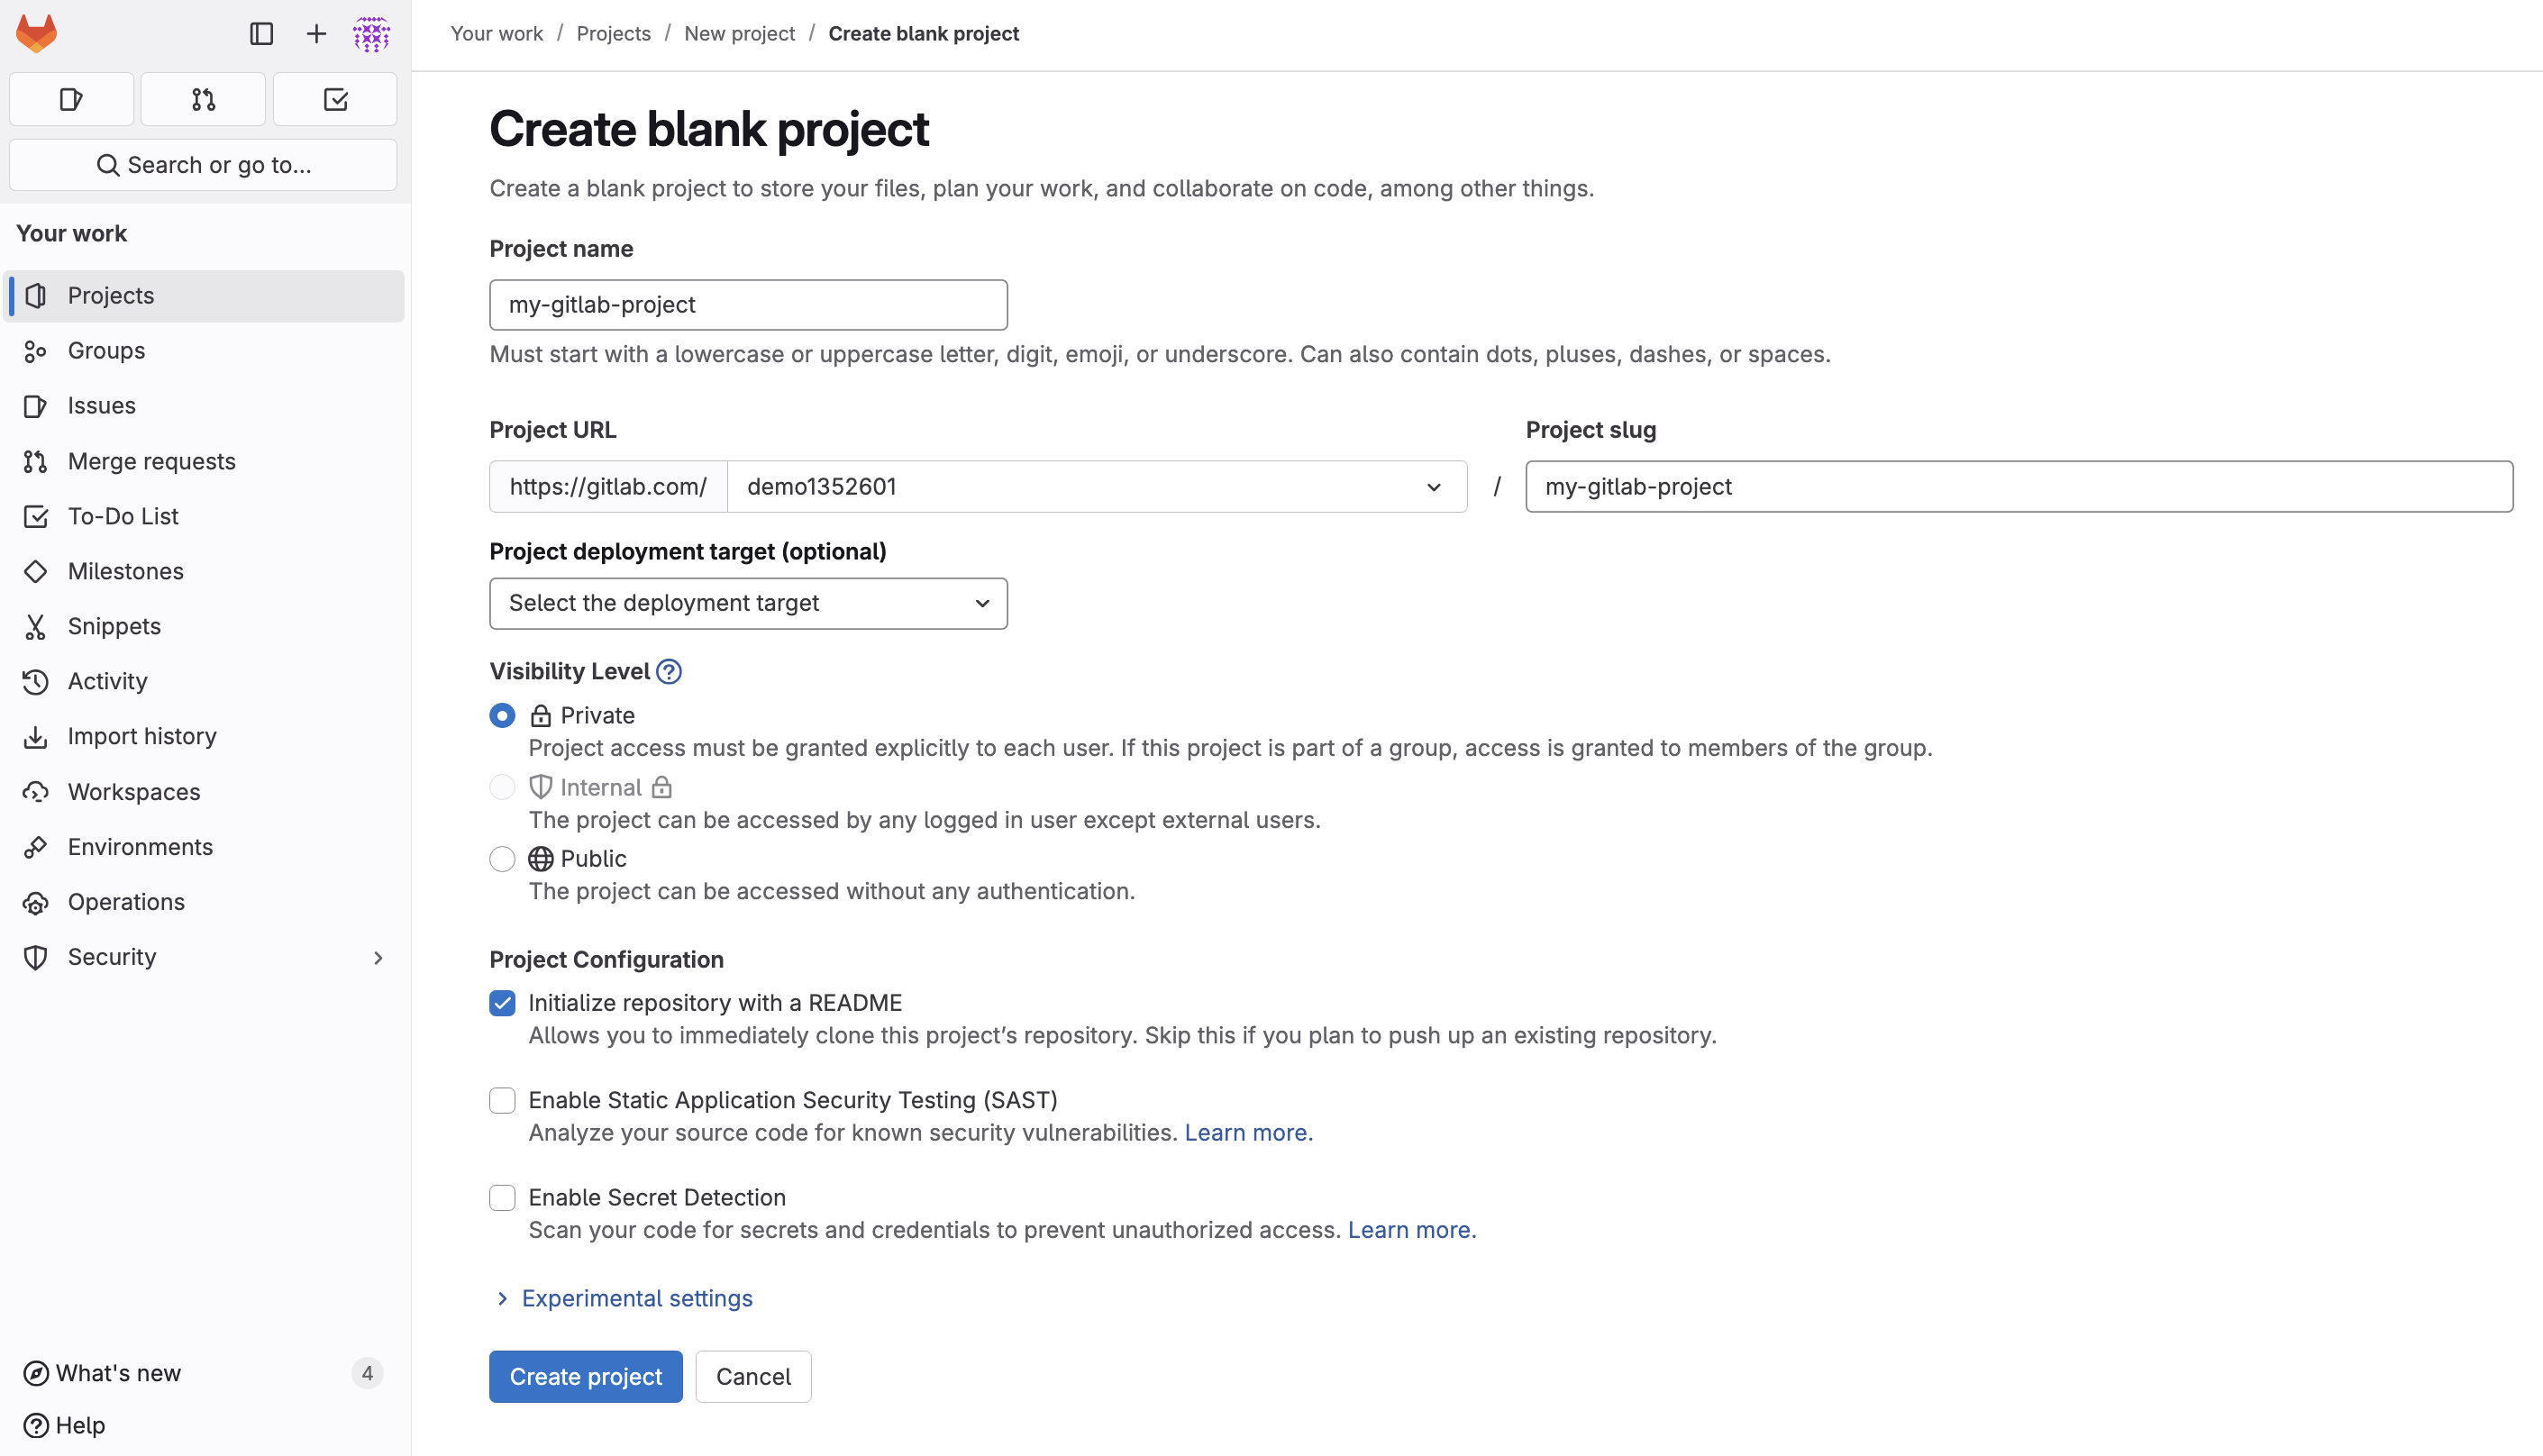 Search or go to...
Your work
Projects
Groups
Issues
Merge requests
To-Do List
Milestones
Snippets
Activity
Import history
Workspaces
Environments
Operations
Security
What's new 4
Help
Your work / Projects / New project / Create blank project
Create blank project
Create a blank project to store your files, plan your work, and collaborate on code, among other things.
Project name
my-gitlab-project
Must start with a lowercase or uppercase letter, digit, emoji, or underscore. Can also contain dots, pluses, dashes, or spaces.
Project URL Project slug
https://gitlab.com/ demo1352601 / my-gitlab-project
Project deployment target (optional)
Select the deployment target
Visibility Level
Private
Project access must be granted explicitly to each user. If this project is part of a group, access is granted to members of the group.
Internal
The project can be accessed by any logged in user except external users.
Public
The project can be accessed without any authentication.
Project Configuration
Initialize repository with a README
Allows you to immediately clone this project’s repository. Skip this if you plan to push up an existing repository.
Enable Static Application Security Testing (SAST)
Analyze your source code for known security vulnerabilities. Learn more.
Enable Secret Detection
Scan your code for secrets and credentials to prevent unauthorized access. Learn more.
Experimental settings
Create project Cancel